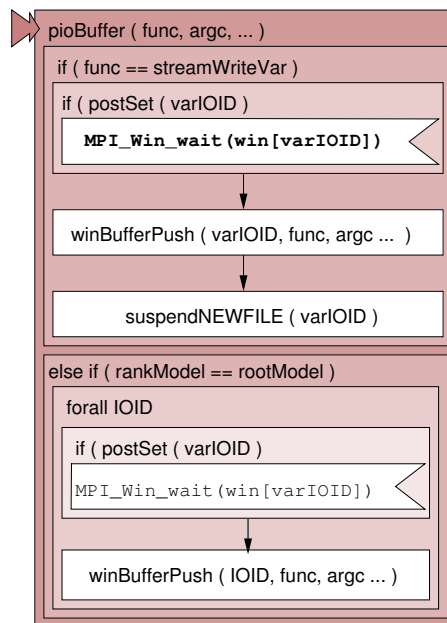 pioBuffer ( func, argc, ... )
if ( func == streamWriteVar )
if ( postSet ( varIOID )
MPI_Win_wait(win[varIOID])
winBufferPush ( varIOID, func, argc ... )
suspendNEWFILE ( varIOID )
else if ( rankModel == rootModel )
forall IOID
if ( postSet ( varIOID )
MPI_Win_wait(win[varIOID])
winBufferPush ( IOID, func, argc ... )